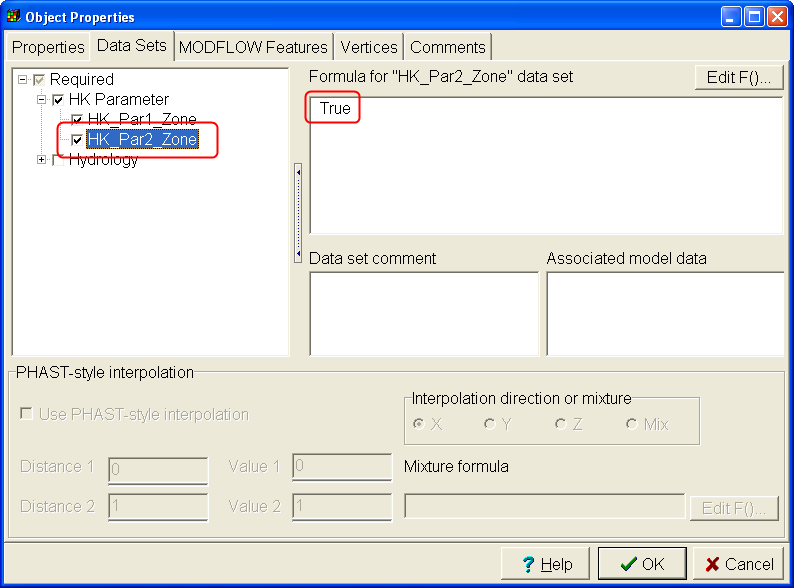 Object Properties
Properties Data Sets MODFLOW Features Vertices Comments
Required
HK Parameter
HK_Par1_Zone
HK_Par2_Zone
Hydrology
Formula for "HK_Par2_Zone" data set
Edit F()...
True
Data set comment
Associated model data
PHAST-style interpolation
Use PHAST-style interpolation
Interpolation direction or mixture
X Y Z Mix
Distance 1 0 Value 1 0
Mixture formula
Distance 2 1 Value 2 1
Edit F()...
? Help OK Cancel